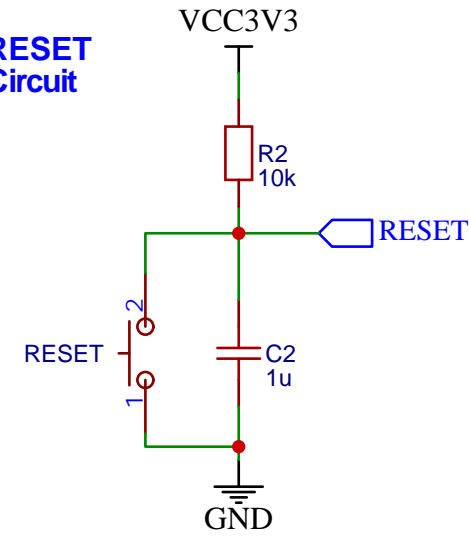 VCC3V3
RESET
Circuit
R2
10k
RESET
2
RESET
C2
1u
1
GND